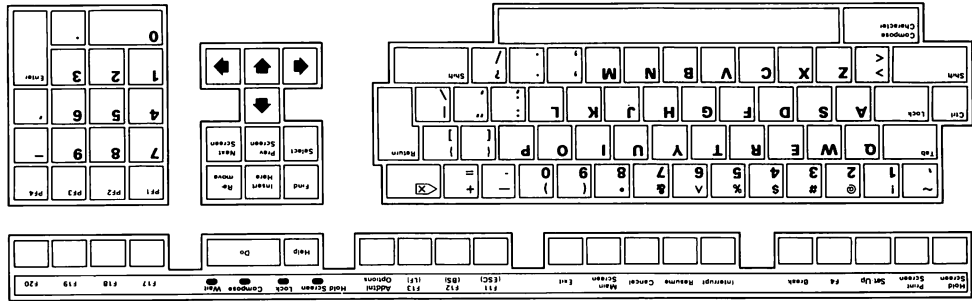 Hold Screen Print Screen Set Up F4 Break Interrupt Resume Cancel Main Screen Exit F11 (ESC) F12 (BS) F13 (LF) Addtnl Options Hold Screen Lock Compose Wait F17 F18 F19 F20
Help Do
~ ` ! 1 @ 2 # 3 $ 4 % 5 ^ 6 & 7 * 8 ( 9 ) 0 _ - + = X Find Insert Here Re- move PF1 PF2 PF3 PF4
Tab Q W E R T Y U I O P { [ } ] Return Select Prev Screen Next Screen 7 8 9 -
Ctrl Lock A S D F G H J K L : ; " ' | \ 4 5 6 ,
Shift > < Z X C V B N M , , . . ? / Shift 1 2 3 Enter
Compose Character 0 .